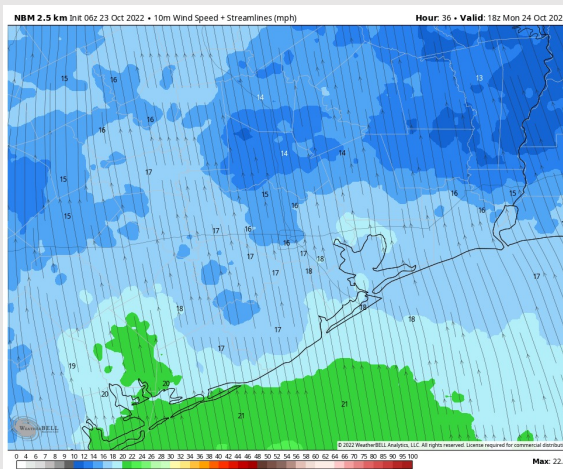 NBM 2.5 km Init 06z 23 Oct 2022 • 10m Wind Speed + Streamlines (mph)
Hour: 36 • Valid: 18z Mon 24 Oct 202
15 16 13
14
16 16
14 14
17
15
15 16 15
15 16 16
17 16
16
17 17 18
17 18 17
18 18 18
17
17
19
20 20
21 21
WeatherBELL
© 2022 WeatherBELL Analytics, LLC. All rights reserved. License required for commercial distribut
0 4 6 7 8 9 10 12 14 16 18 20 22 24 26 28 30 32 34 36 38 40 42 44 46 48 50 52 54 56 58 60 62 64 66 68 70 75 80 85 90 95 100
Max: 22.